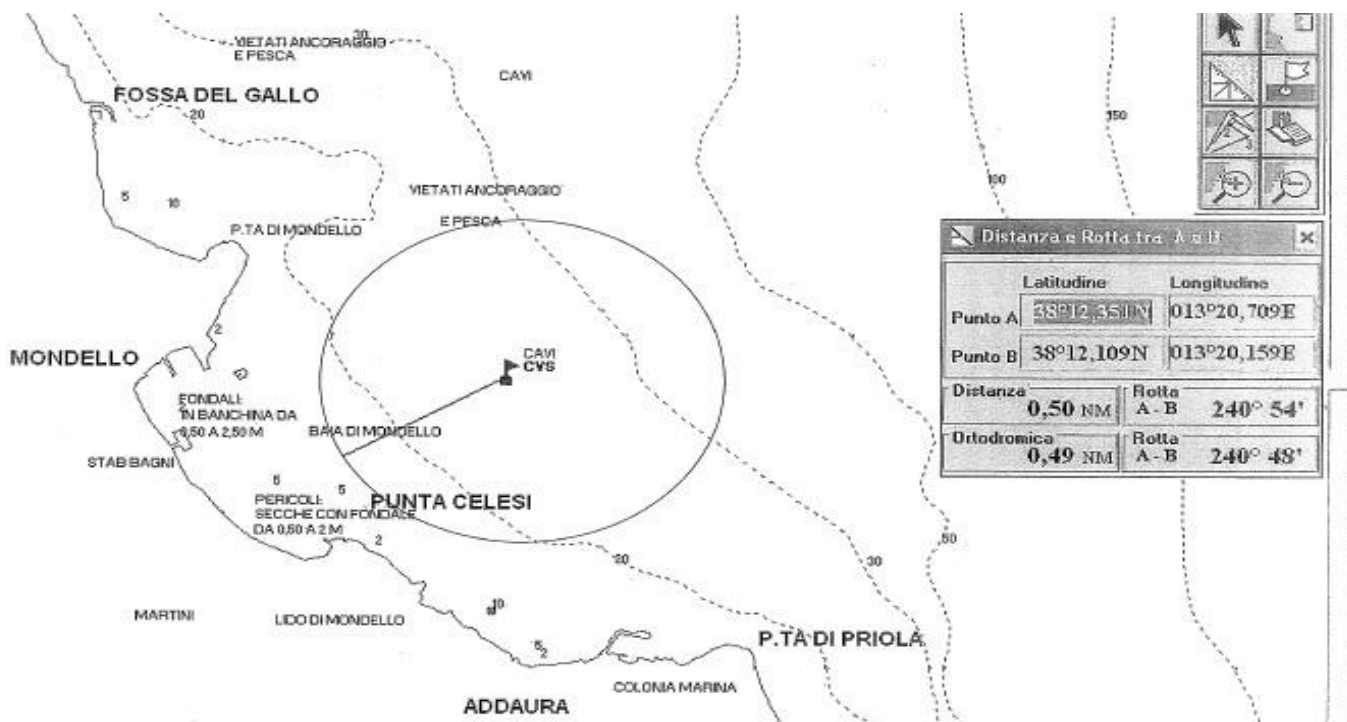 30
VIETATI ANCORAGGIO
E PESCA
CAVI
FOSSA DEL GALLO
20
150
100
5
10
VIETATI ANCORAGGIO
E PESCA
P.TA DI MONDELLO
Distanza e Rotta tra A e B
Latitudine Longitudine
Punto A 38°12,351N 013°20,709E
Punto B 38°12,109N 013°20,159E
Distanza Rotta
0,50 NM A - B 240° 54'
Ortodromica Rotta
0,49 NM A - B 240° 48'
2
MONDELLO
CAVI
CVS
FONDALI:
IN BANCHINA DA
0,50 A 2,50 M
BAIA DI MONDELLO
STAB BAGNI
5
5
PERICOLI:
SECCHE CON FONDALE
DA 0,50 A 2 M
PUNTA CELESI
2
50
20
30
10
MARTINI
LIDO DI MONDELLO
P.TA DI PRIOLA
5
2
COLONIA MARINA
ADDAURA